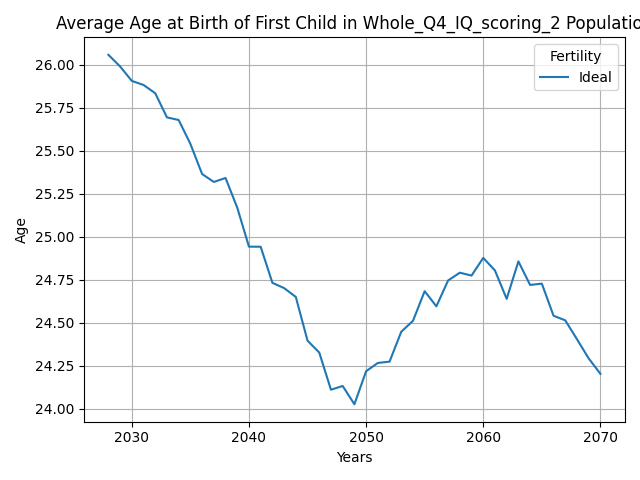 Average Age at Birth of First Child in Whole_Q4_IQ_scoring_2 Populatio
Fertility
Ideal
26.00
25.75
25.50
25.25
25.00
24.75
24.50
24.25
24.00
Age
2030 2040 2050 2060 2070
Years